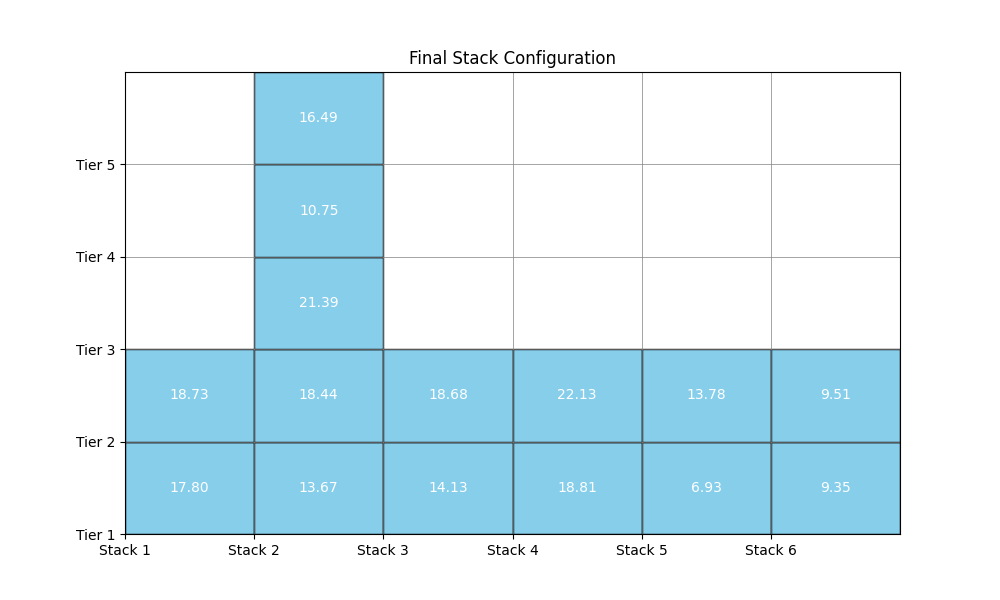 Final Stack Configuration
16.49
Tier 5
10.75
Tier 4
21.39
Tier 3
18.73 18.44 18.68 22.13 13.78 9.51
Tier 2
17.80 13.67 14.13 18.81 6.93 9.35
Tier 1
Stack 1 Stack 2 Stack 3 Stack 4 Stack 5 Stack 6